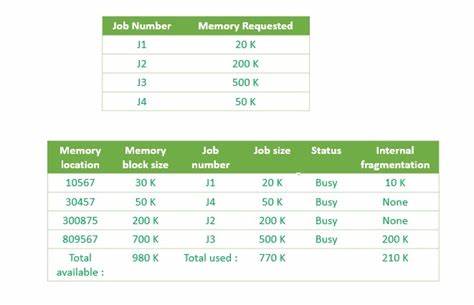 Job Number Memory Requested
J1 20 K
J2 200 K
J3 500 K
J4 50 K
Memory location Memory block size Job number Job size Status Internal fragmentation
10567 30 K J1 20 K Busy 10 K
30457 50 K J4 50 K Busy None
300875 200 K J2 200 K Busy None
809567 700 K J3 500 K Busy 200 K
Total available : 980 K Total used : 770 K 210 K